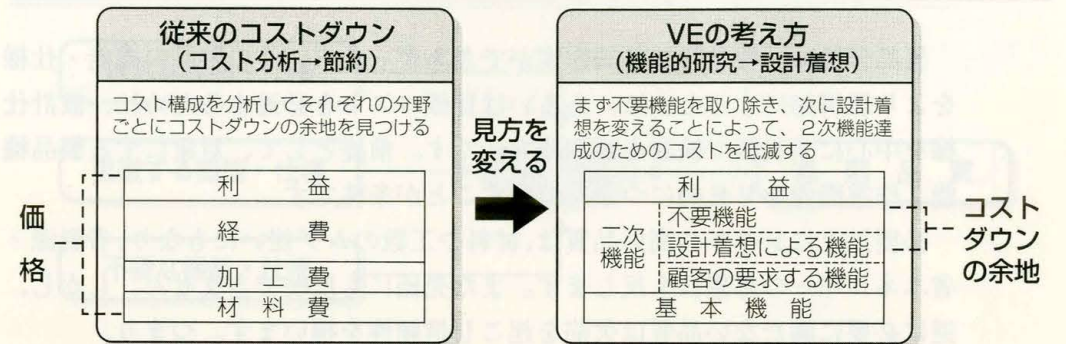 従来のコストダウン
(コスト分析→節約)
コスト構成を分析してそれぞれの分野
ごとにコストダウンの余地を見つける
価格
利益
経費
加工費
材料費
見方を
変える
VEの考え方
(機能的研究→設計着想)
まず不要機能を取り除き、次に設計着
想を変えることによって、2次機能達
成のためのコストを低減する
利益
二次
機能
不要機能
設計着想による機能
顧客の要求する機能
基本機能
コスト
ダウン
の余地